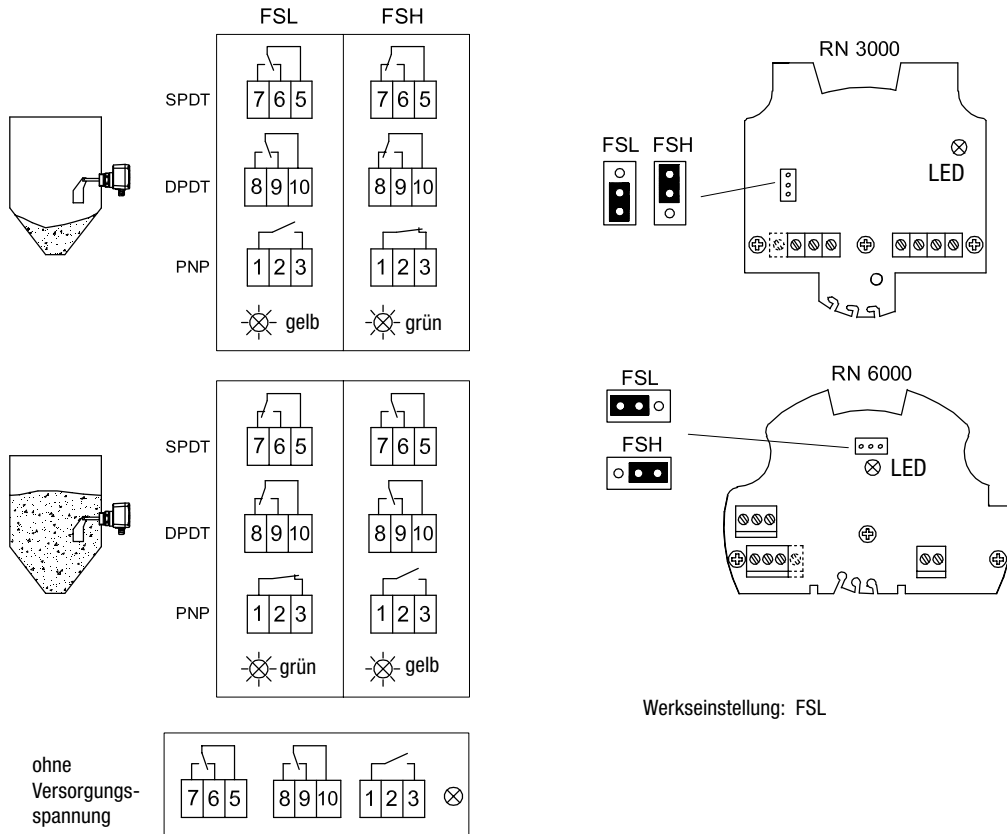 FSL FSH
SPDT 7 6 5 7 6 5
DPDT 8 9 10 8 9 10
PNP 1 2 3 1 2 3
gelb grün
SPDT 7 6 5 7 6 5
DPDT 8 9 10 8 9 10
PNP 1 2 3 1 2 3
grün gelb
ohne
Versorgungs-
spannung
7 6 5 8 9 10 1 2 3
RN 3000
FSL FSH
LED
RN 6000
FSL
FSH
LED
Werkseinstellung: FSL